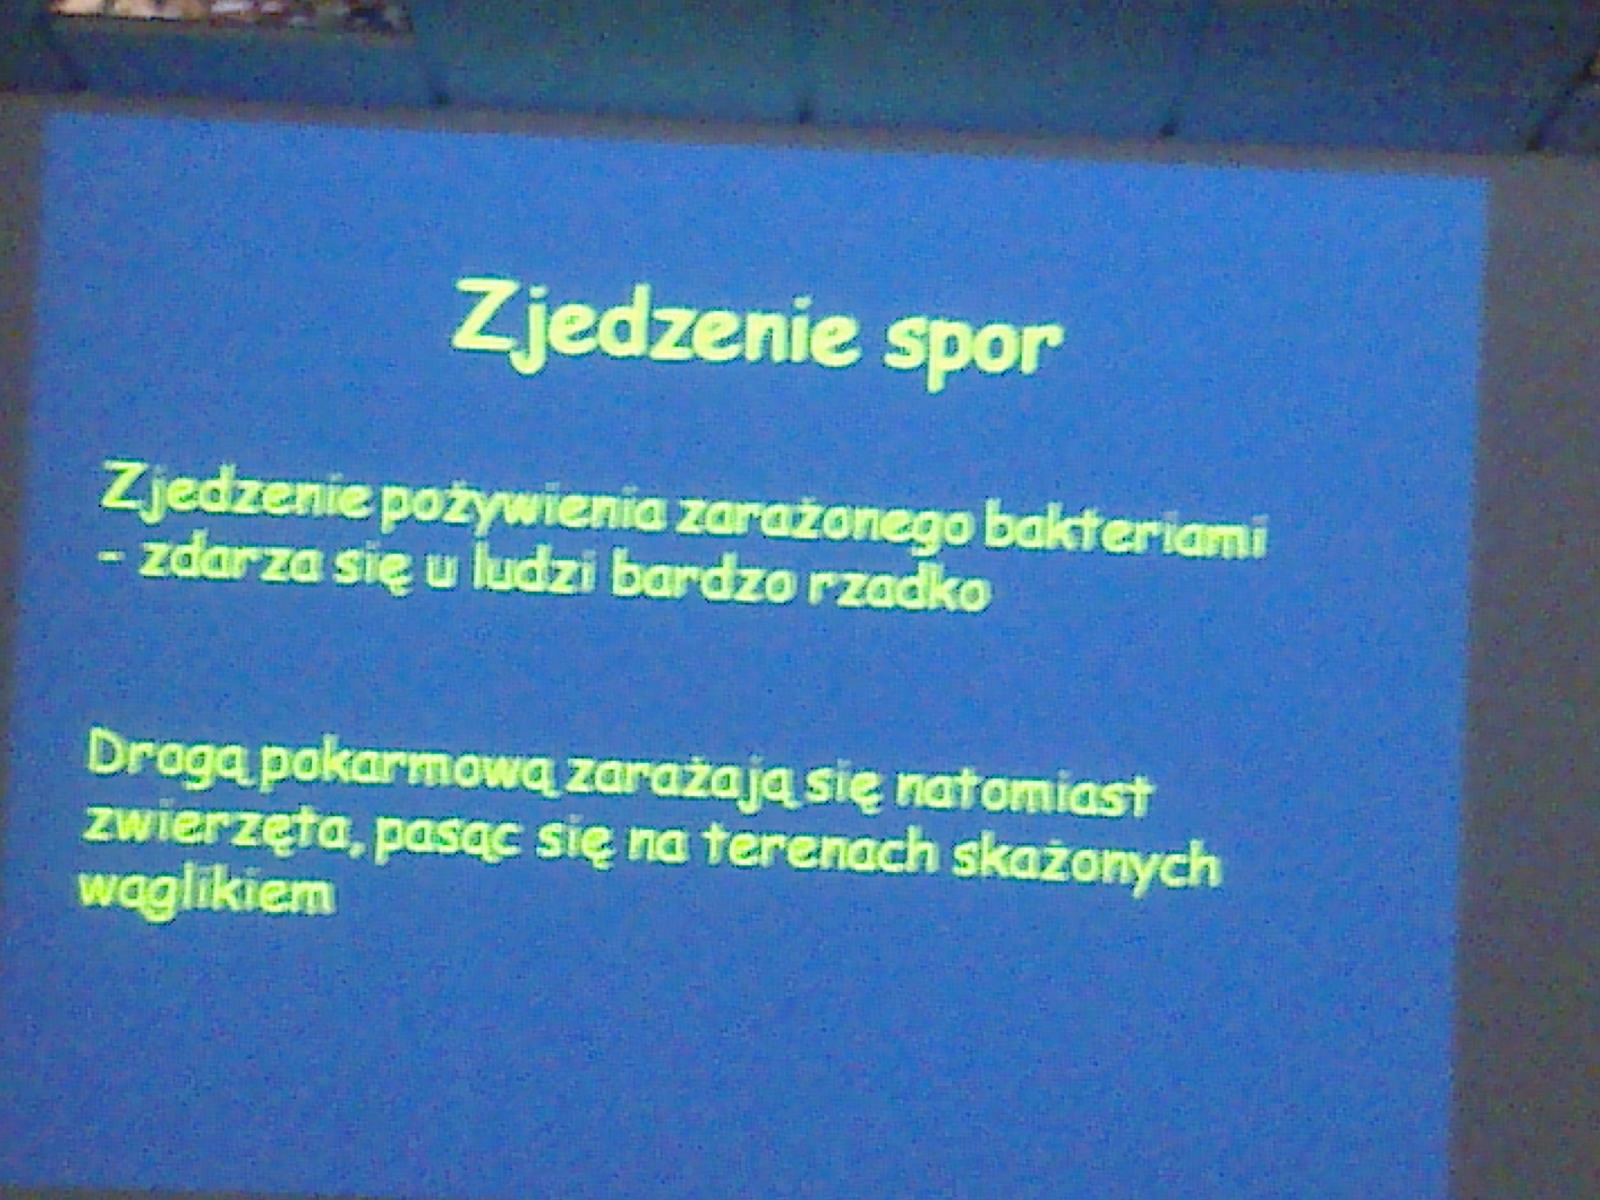 Zjedzenie spor
Zjedzenie pożywienia zarażonego bakteriami
- zdarza się u ludzi bardzo rzadko
Drogą pokarmową zarażają się natomiast
zwierzęta, pasąc się na terenach skażonych
wąglikiem